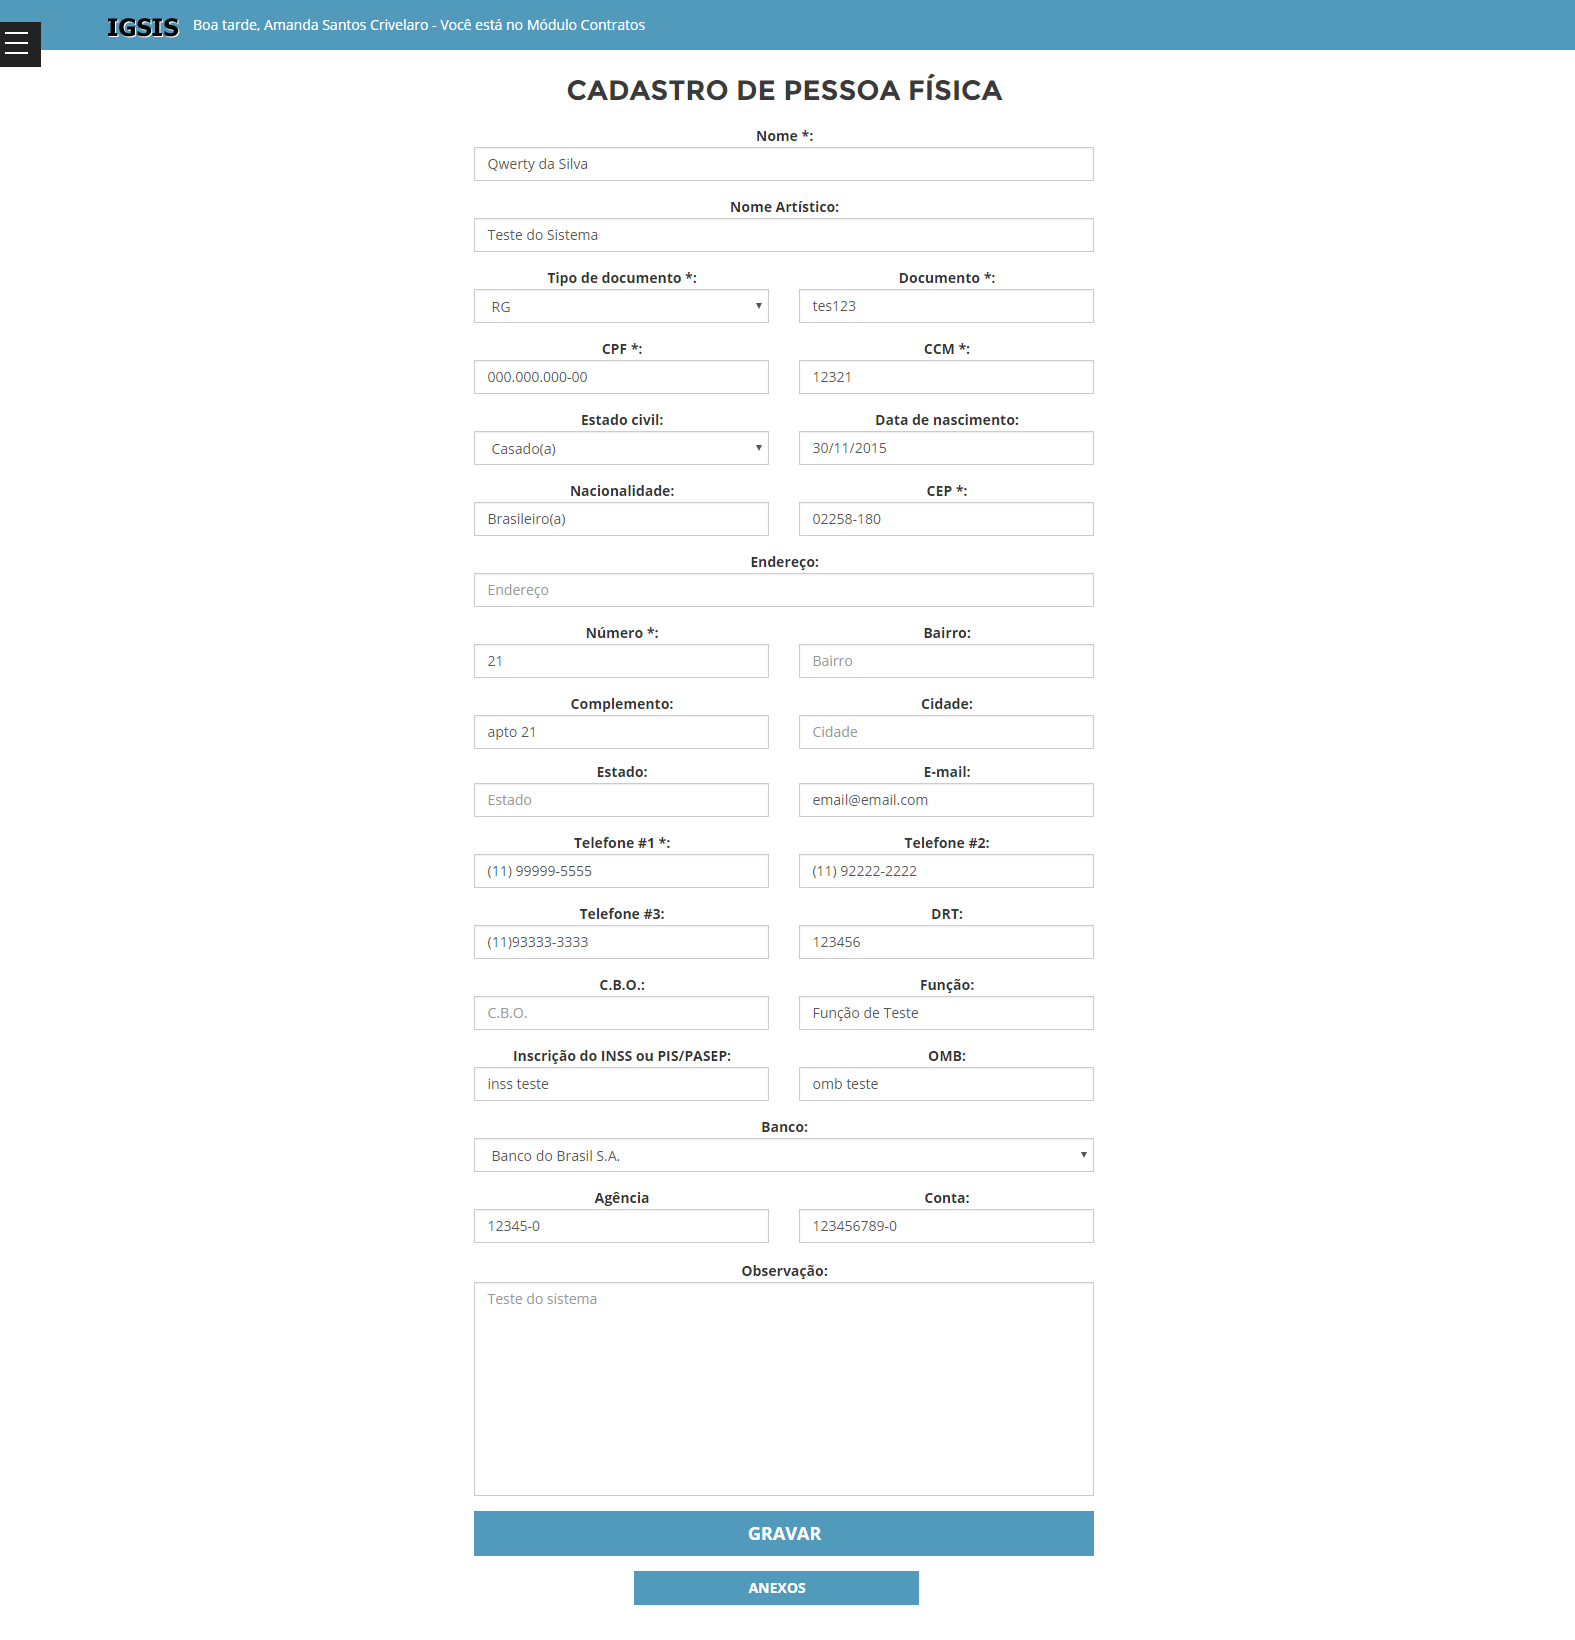 IGSIS Boa tarde, Amanda Santos Crivelaro - Você está no Módulo Contratos
CADASTRO DE PESSOA FÍSICA
Nome *:
Qwerty da Silva
Nome Artístico:
Teste do Sistema
Tipo de documento *: Documento *:
RG tes123
CPF *: CCM *:
000.000.000-00 12321
Estado civil: Data de nascimento:
Casado(a) 30/11/2015
Nacionalidade: CEP *:
Brasileiro(a) 02258-180
Endereço:
Endereço
Número *: Bairro:
21 Bairro
Complemento: Cidade:
apto 21 Cidade
Estado: E-mail:
Estado email@email.com
Telefone #1 *: Telefone #2:
(11) 99999-5555 (11) 92222-2222
Telefone #3: DRT:
(11)93333-3333 123456
C.B.O.: Função:
C.B.O. Função de Teste
Inscrição do INSS ou PIS/PASEP: OMB:
inss teste omb teste
Banco:
Banco do Brasil S.A.
Agência Conta:
12345-0 123456789-0
Observação:
Teste do sistema
GRAVAR
ANEXOS